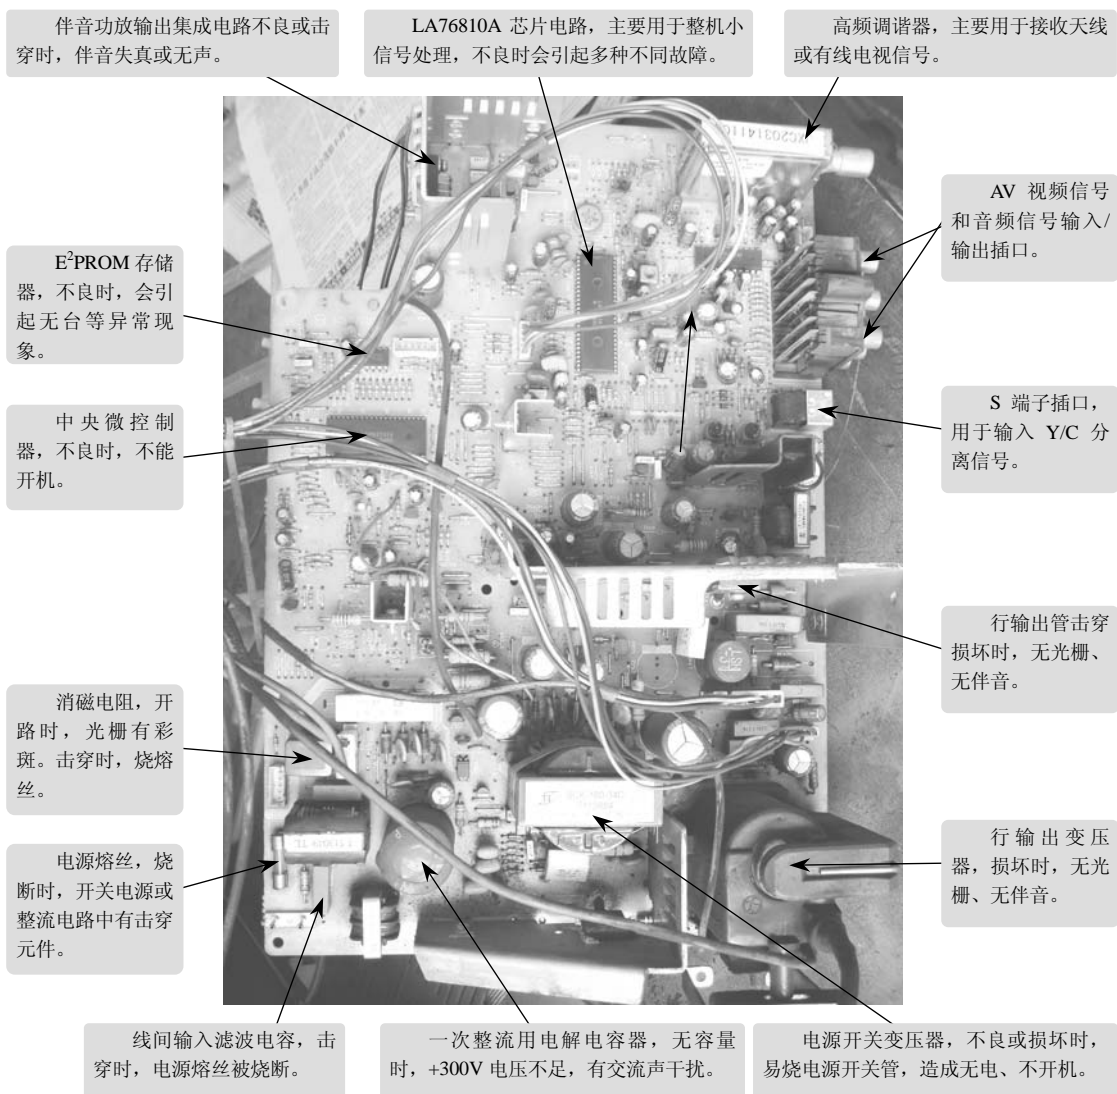 伴音功放输出集成电路不良或击
穿时，伴音失真或无声。
LA76810A 芯片电路，主要用于整机小
信号处理，不良时会引起多种不同故障。
高频调谐器，主要用于接收天线
或有线电视信号。
AV 视频信号
和音频信号输入/
输出插口。
E²PROM 存储
器，不良时，会引
起无台等异常现
象。
中央微控制
器，不良时，不能
开机。
S 端子插口，
用于输入 Y/C 分
离信号。
行输出管击穿
损坏时，无光栅、
无伴音。
消磁电阻，开
路时，光栅有彩
斑。击穿时，烧熔
丝。
电源熔丝，烧
断时，开关电源或
整流电路中有击穿
元件。
行输出变压
器，损坏时，无光
栅、无伴音。
线间输入滤波电容，击
穿时，电源熔丝被烧断。
一次整流用电解电容器，无容量
时，+300V 电压不足，有交流声干扰。
电源开关变压器，不良或损坏时，
易烧电源开关管，造成无电、不开机。